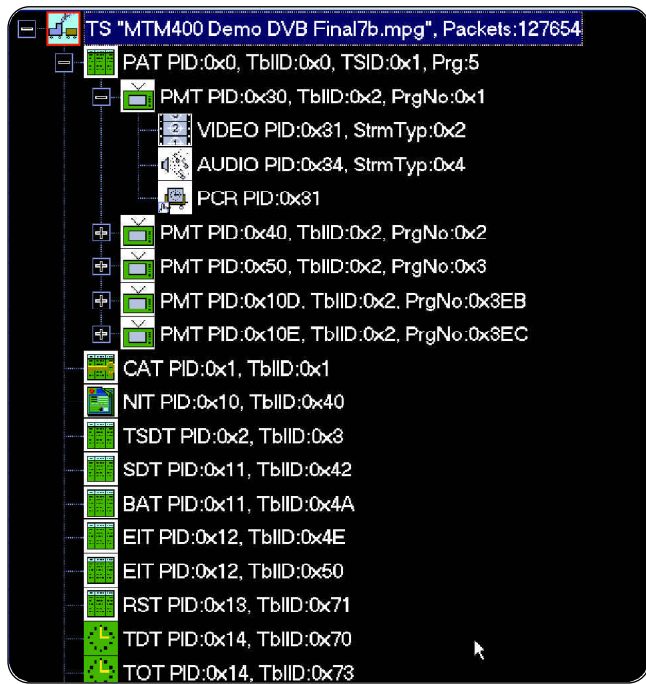 TS "MTM400 Demo DVB Final7b.mpg", Packets:127654
PAT PID:0x0, TblID:0x0, TSID:0x1, Prg:5
PMT PID:0x30, TblID:0x2, PrgNo:0x1
VIDEO PID:0x31, StrmTyp:0x2
AUDIO PID:0x34, StrmTyp:0x4
PCR PID:0x31
PMT PID:0x40, TblID:0x2, PrgNo:0x2
PMT PID:0x50, TblID:0x2, PrgNo:0x3
PMT PID:0x10D, TblID:0x2, PrgNo:0x3EB
PMT PID:0x10E, TblID:0x2, PrgNo:0x3EC
CAT PID:0x1, TblID:0x1
NIT PID:0x10, TblID:0x40
TSDT PID:0x2, TblID:0x3
SDT PID:0x11, TblID:0x42
BAT PID:0x11, TblID:0x4A
EIT PID:0x12, TblID:0x4E
EIT PID:0x12, TblID:0x50
RST PID:0x13, TblID:0x71
TDT PID:0x14, TblID:0x70
TOT PID:0x14, TblID:0x73